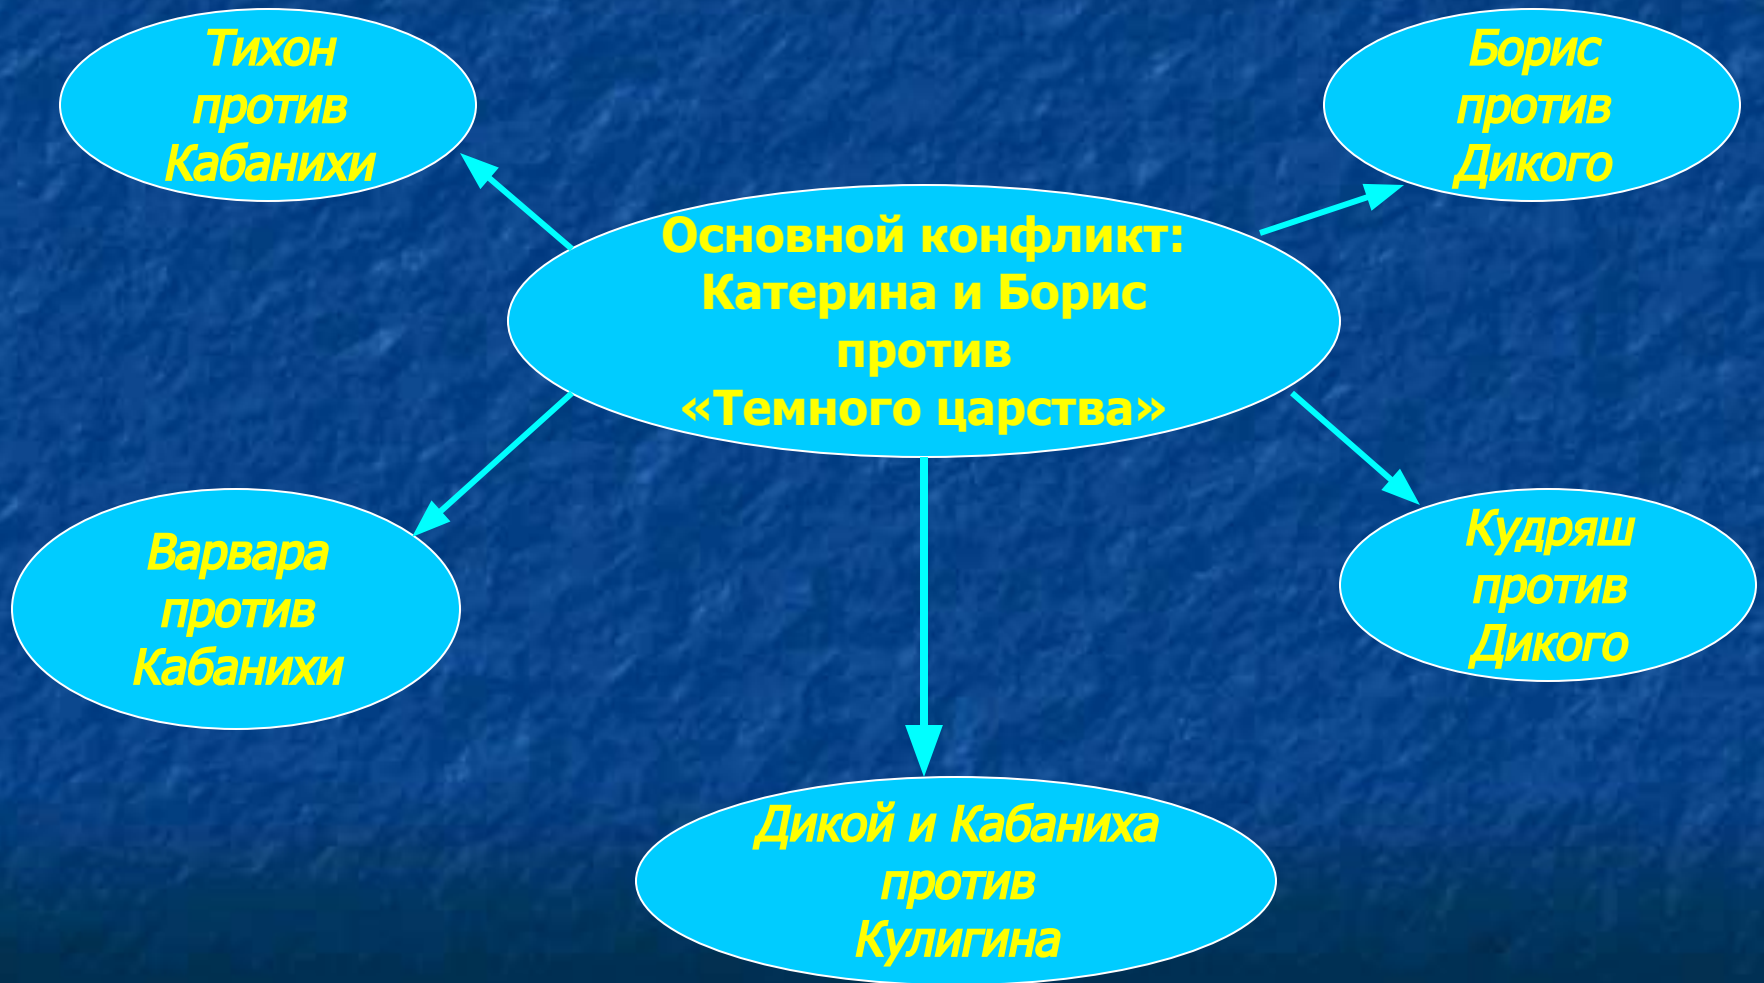 Тихон
против
Кабанихи
Борис
против
Дикого
Основной конфликт:
Катерина и Борис
против
«Темного царства»
Варвара
против
Кабанихи
Кудряш
против
Дикого
Дикой и Кабаниха
против
Кулигина